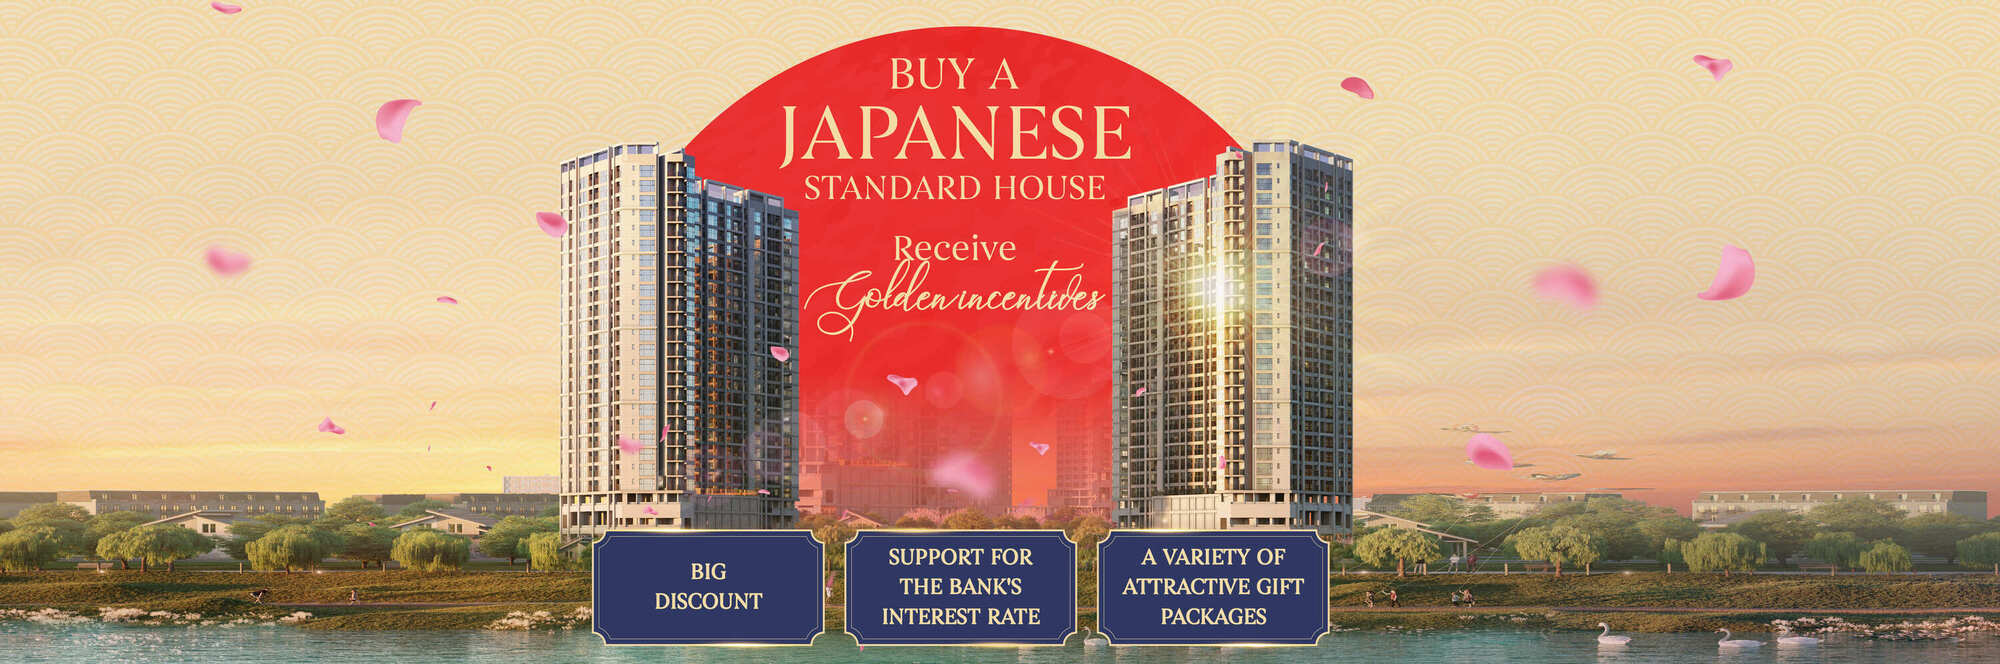 BUY A
JAPANESE
STANDARD HOUSE
Receive
Golden incentives
BIG
DISCOUNT
SUPPORT FOR
THE BANK'S
INTEREST RATE
A VARIETY OF
ATTRACTIVE GIFT
PACKAGES